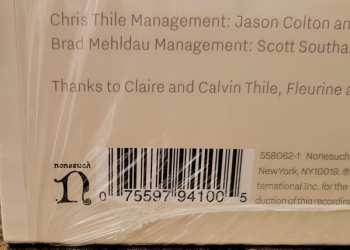 Chris Thile Management: Jason Colton and
Brad Mehldau Management: Scott Southa
Thanks to Claire and Calvin Thile, Fleurine a
nonesuch
n
0 75597 94100 5
558062-1 Nonesuch
New York, NY 10019.
ternational Inc. for the
duction of this recording